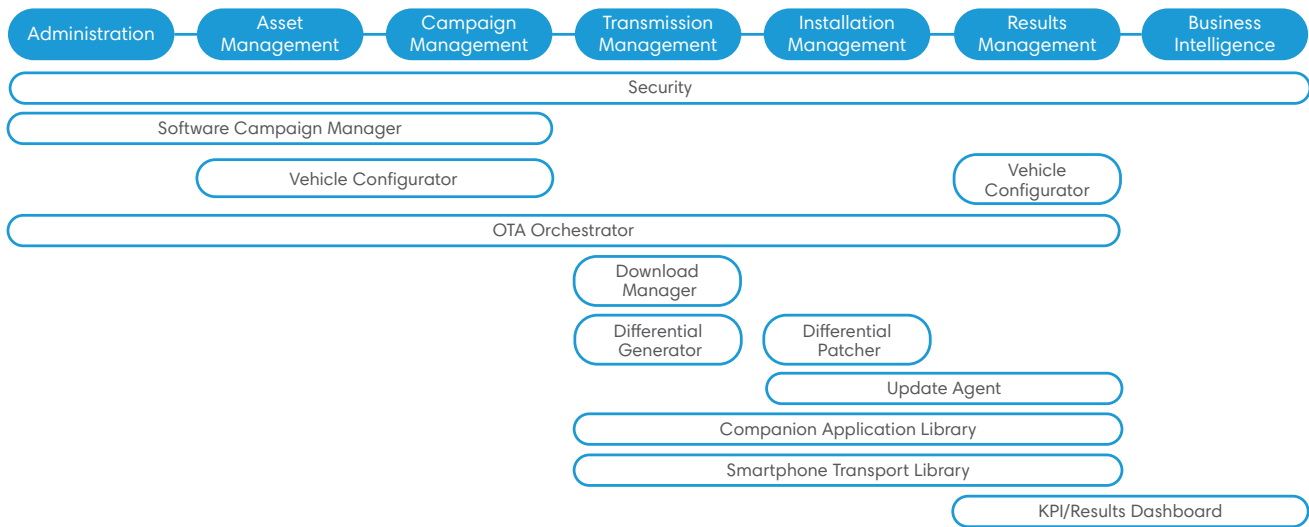 Administration
Asset
Management
Campaign
Management
Transmission
Management
Installation
Management
Results
Management
Business
Intelligence
Security
Software Campaign Manager
Vehicle Configurator
Vehicle
Configurator
OTA Orchestrator
Download
Manager
Differential
Generator
Differential
Patcher
Update Agent
Companion Application Library
Smartphone Transport Library
KPI/Results Dashboard